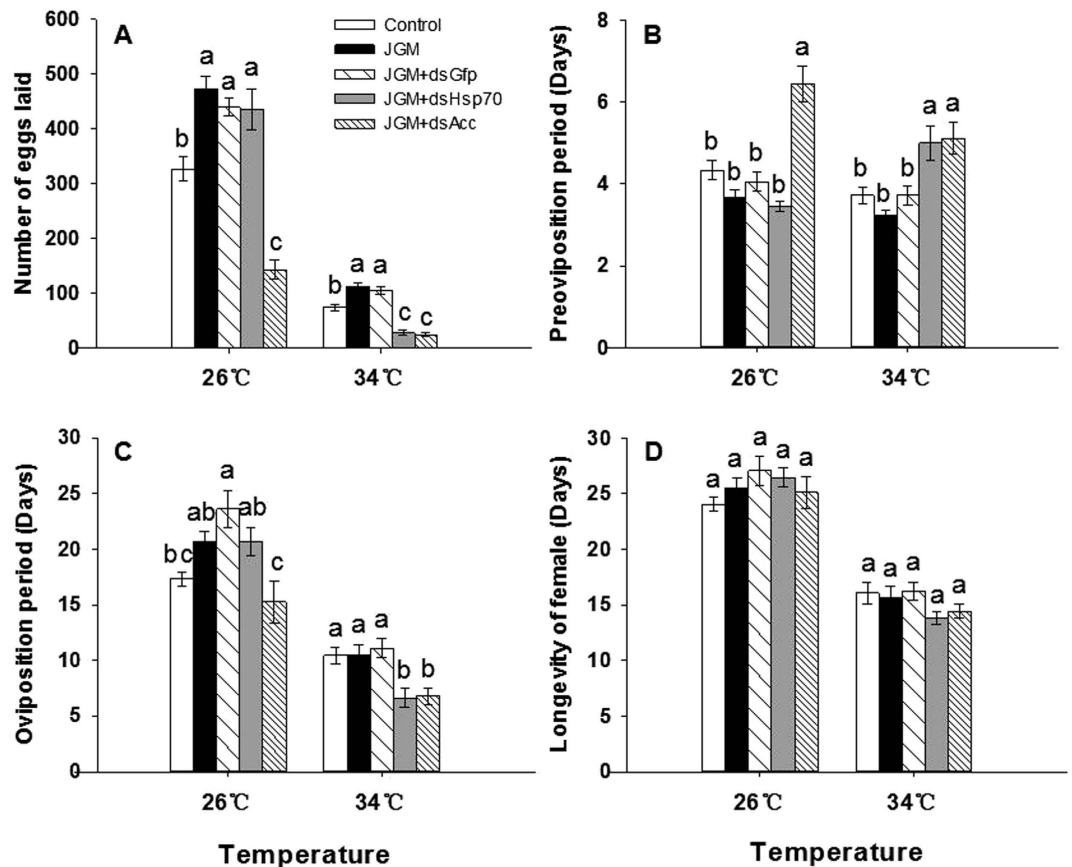 A
Number of eggs laid
600
500
400
300
200
100
0
b
a
a
a
c
b
a
a
c
c
26℃
34℃
Control
JGM
JGM+dsGfp
JGM+dsHsp70
JGM+dsAcc
B
Preoviposition period (Days)
8
6
4
2
0
b
b
b
b
a
b
b
b
a
a
26℃
34℃
C
Oviposition period (Days)
30
25
20
15
10
5
0
bc
ab
a
ab
c
a
a
a
b
b
26℃
34℃
Temperature
D
Longevity of female (Days)
30
25
20
15
10
5
0
a
a
a
a
a
a
a
a
a
a
26℃
34℃
Temperature